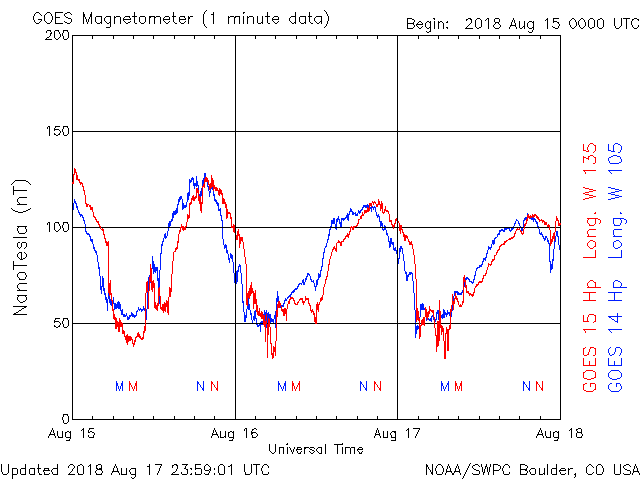 GOES Magnetometer (1 minute data)
Begin: 2018 Aug 15 0000 UTC
200
150
100
50
0
NanoTesla (nT)
M M N N M M N N M M N N
Aug 15 Aug 16 Aug 17 Aug 18
Universal Time
GOES 15 Hp Long. W 135
GOES 14 Hp Long. W 105
Updated 2018 Aug 17 23:59:01 UTC
NOAA/SWPC Boulder, CO USA